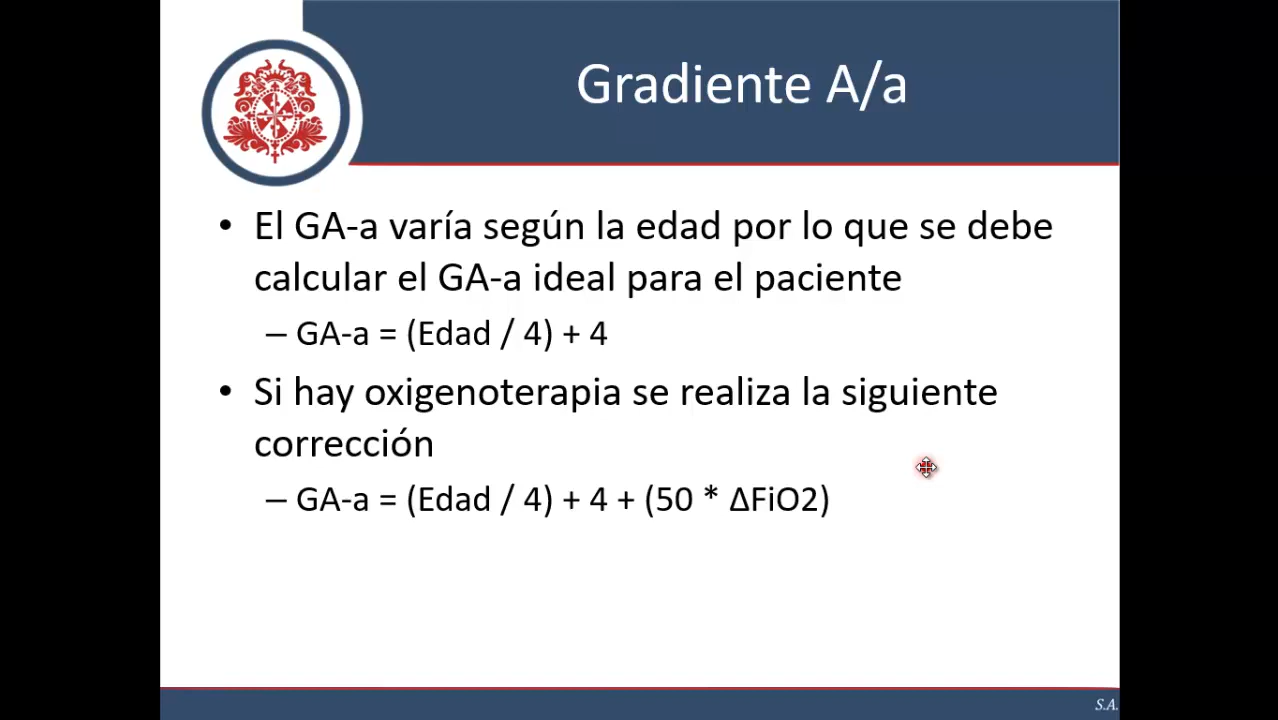 Gradiente A/a
• El GA-a varía según la edad por lo que se debe
calcular el GA-a ideal para el paciente
– GA-a = (Edad / 4) + 4
• Si hay oxigenoterapia se realiza la siguiente
corrección
– GA-a = (Edad / 4) + 4 + (50 * ΔFiO2)
S.A.